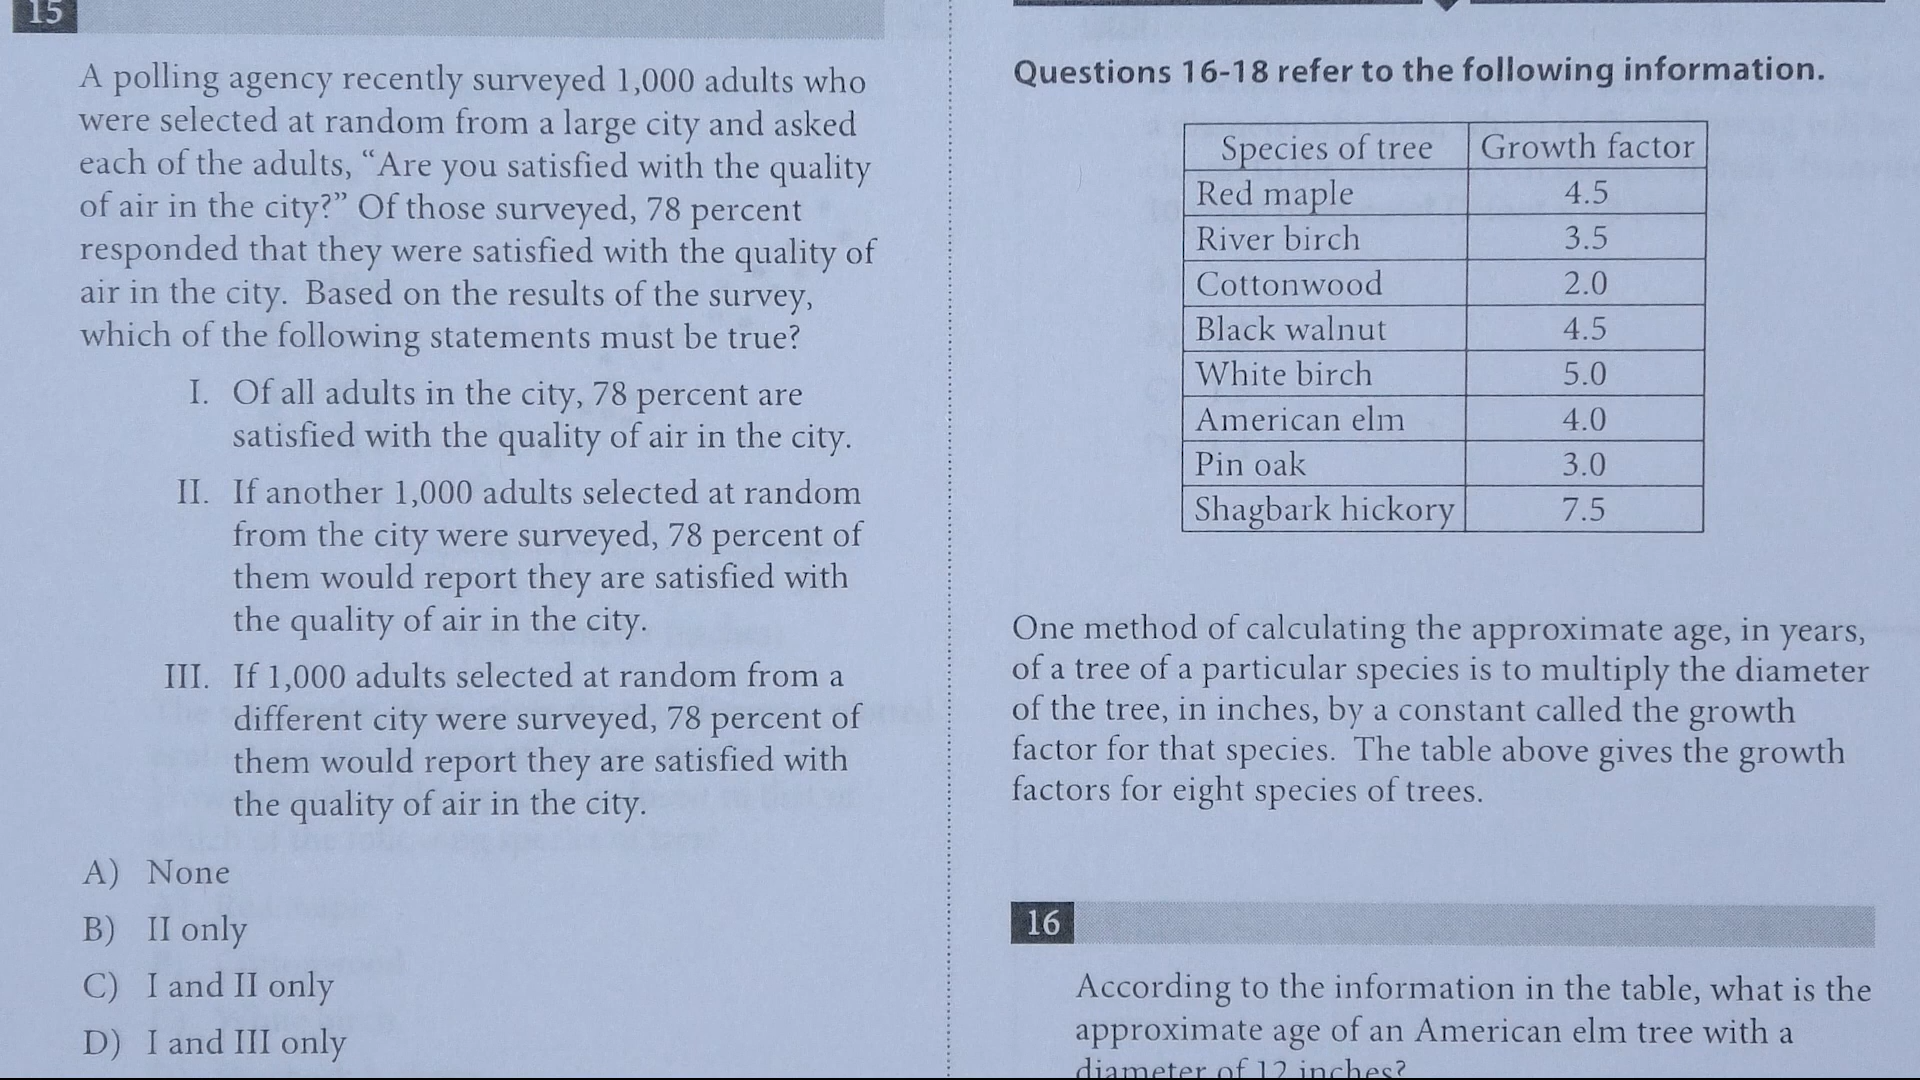 15
A polling agency recently surveyed 1,000 adults who
were selected at random from a large city and asked
each of the adults, “Are you satisfied with the quality
of air in the city?” Of those surveyed, 78 percent
responded that they were satisfied with the quality of
air in the city. Based on the results of the survey,
which of the following statements must be true?
I. Of all adults in the city, 78 percent are
satisfied with the quality of air in the city.
II. If another 1,000 adults selected at random
from the city were surveyed, 78 percent of
them would report they are satisfied with
the quality of air in the city.
III. If 1,000 adults selected at random from a
different city were surveyed, 78 percent of
them would report they are satisfied with
the quality of air in the city.
A) None
B) II only
C) I and II only
D) I and III only
Questions 16-18 refer to the following information.
Species of tree Growth factor
Red maple 4.5
River birch 3.5
Cottonwood 2.0
Black walnut 4.5
White birch 5.0
American elm 4.0
Pin oak 3.0
Shagbark hickory 7.5
One method of calculating the approximate age, in years,
of a tree of a particular species is to multiply the diameter
of the tree, in inches, by a constant called the growth
factor for that species. The table above gives the growth
factors for eight species of trees.
16
According to the information in the table, what is the
approximate age of an American elm tree with a
diameter of 12 inches?